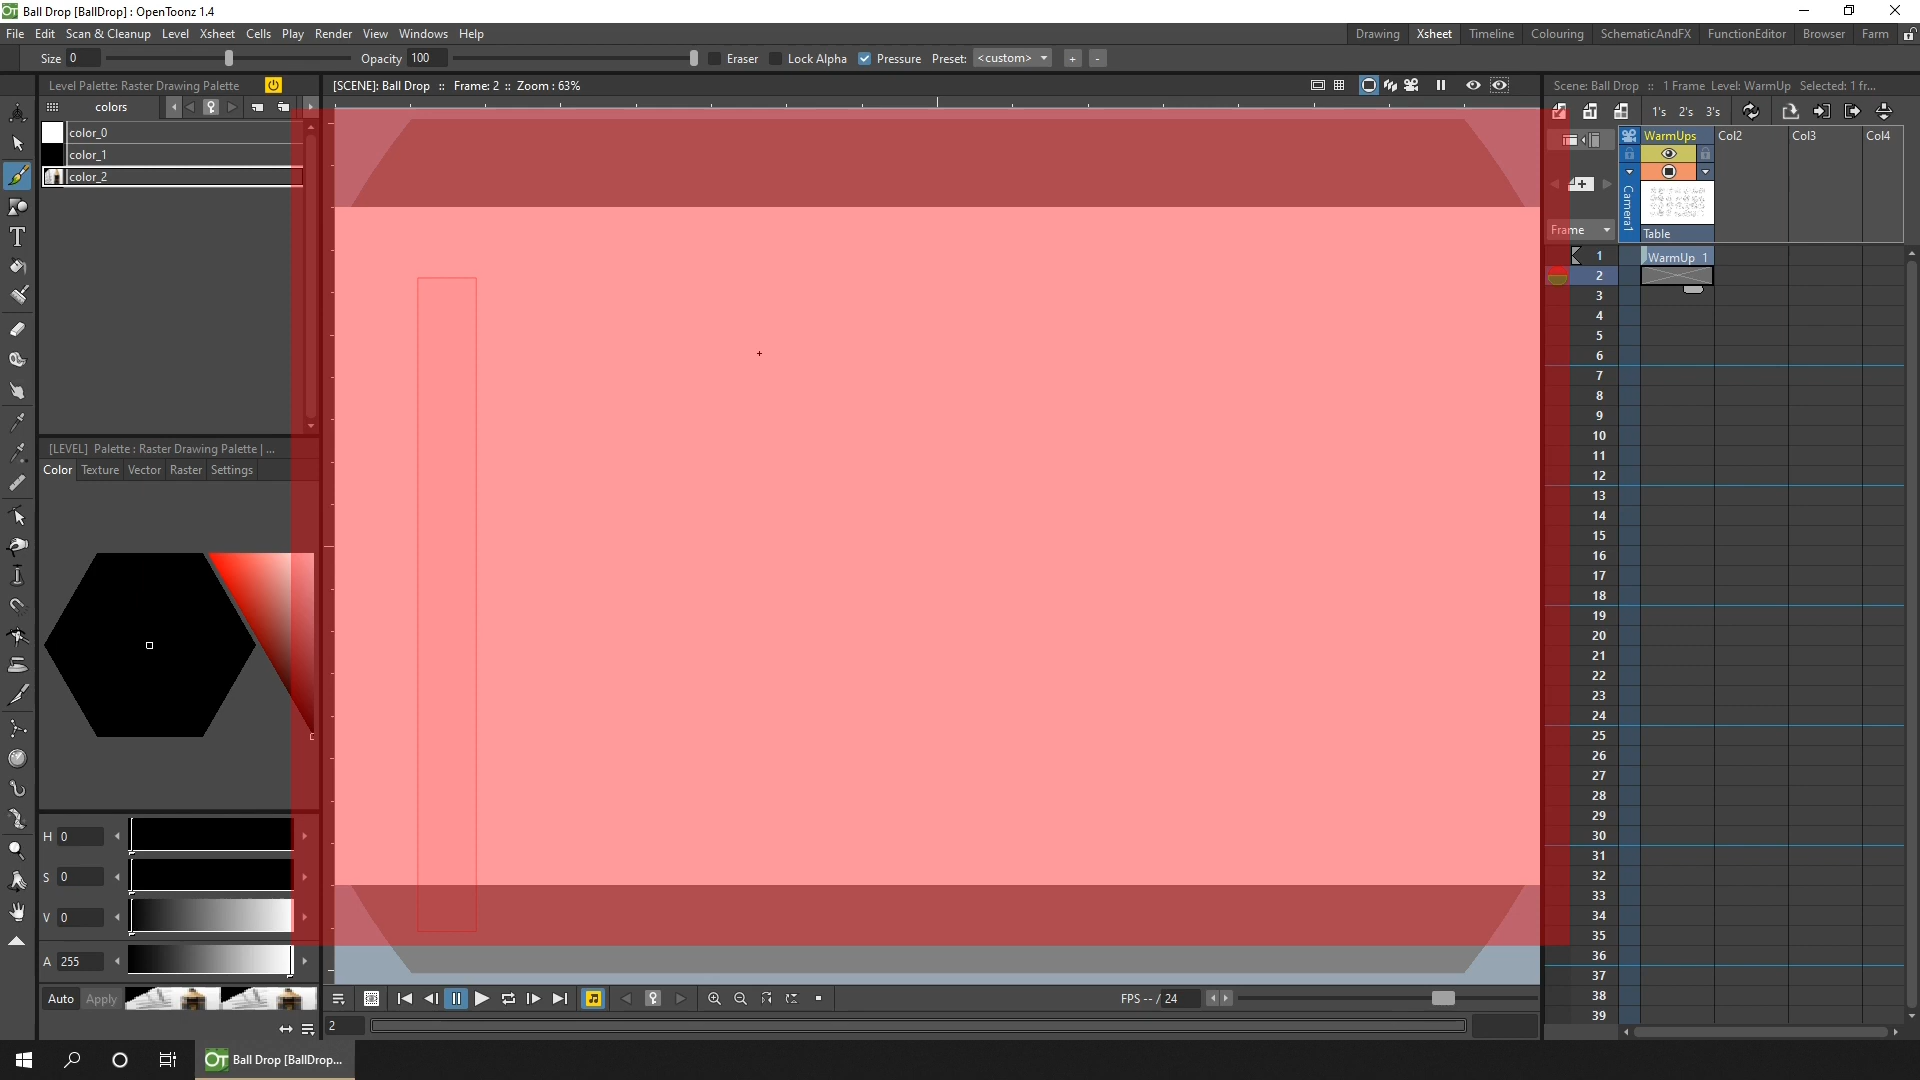 Ball Drop [BallDrop] : OpenToonz 1.4
File Edit Scan & Cleanup Level Xsheet Cells Play Render View Windows Help
Drawing Xsheet Timeline Colouring SchematicAndFX FunctionEditor Browser Farm
Size 0 Opacity 100 Eraser Lock Alpha Pressure Preset: <custom> + -
Level Palette: Raster Drawing Palette
[SCENE]: Ball Drop :: Frame: 2 :: Zoom : 63%
Scene: Ball Drop :: 1 Frame Level: WarmUp Selected: 1 fr...
colors
1's 2's 3's
color_0
color_1
color_2
WarmUps Col2 Col3 Col4
Camera1
Frame
Table
WarmUp 1
1
2
3
4
5
6
7
8
9
10
11
12
13
14
15
16
17
18
19
20
21
22
23
24
25
26
27
28
29
30
31
32
33
34
35
36
37
38
39
[LEVEL] Palette : Raster Drawing Palette | ...
Color Texture Vector Raster Settings
H 0
S 0
V 0
A 255
Auto Apply
FPS -- / 24
2
Ball Drop [BallDrop...